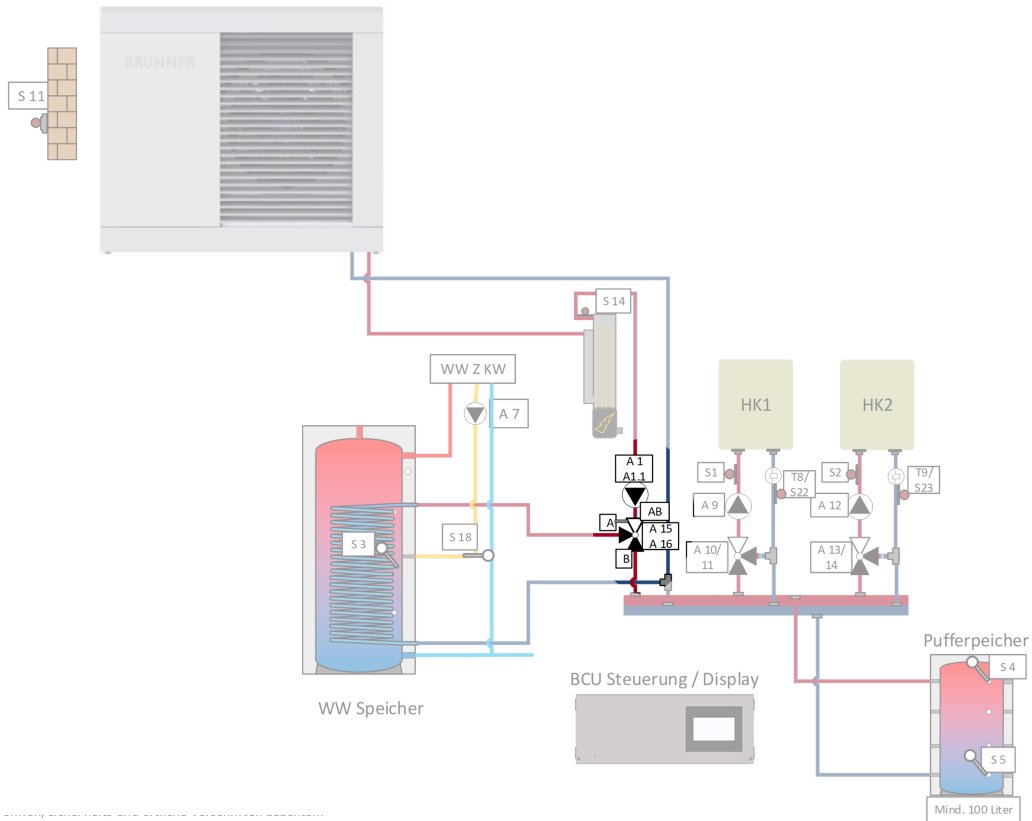 BRUNNER
S 11
S 14
WW Z KW
A 7
HK1
HK2
A 1
A1.1
S1
T8/
S22
S2
T9/
S23
A 9
A 12
AB
A
A 15
A 16
S 18
S 3
B
A 10/
11
A 13/
14
Pufferpeicher
S 4
BCU Steuerung / Display
WW Speicher
S 5
Mind. 100 Liter